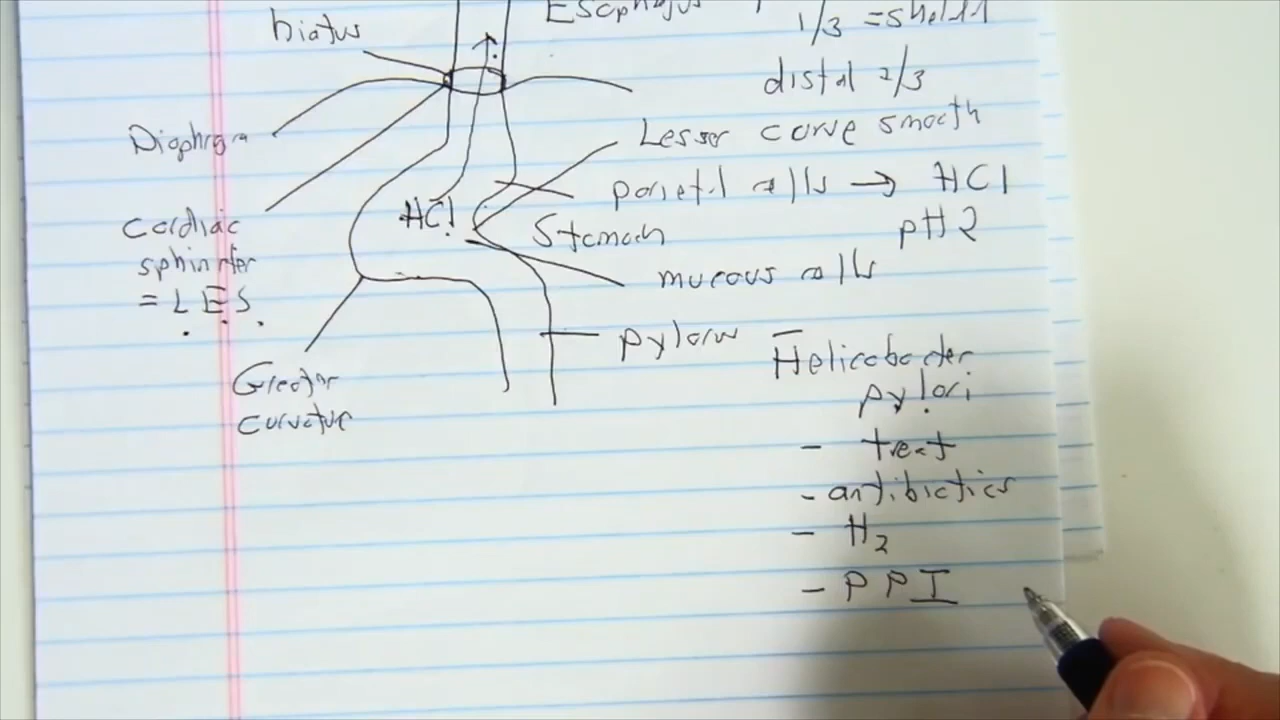 Esophagus
hiatus
1/3 = skeletal
distal 2/3
Diaphragm
Lesser curve smooth
parietal cells → HCl
pH 2
HCl
Stomach
Cardiac
sphincter
= L E S
mucous cells
pylorus
Greater
curvature
Helicobacter
pylori
- treat
- antibiotics
- H2
- PPI